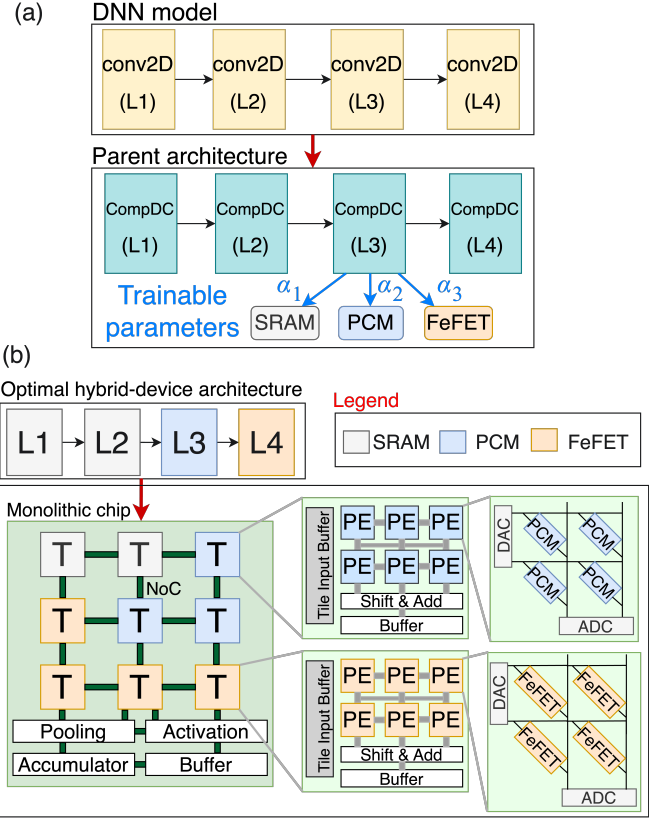 (a)
DNN model
conv2D
(L1)
conv2D
(L2)
conv2D
(L3)
conv2D
(L4)
Parent architecture
CompDC
(L1)
CompDC
(L2)
CompDC
(L3)
CompDC
(L4)
Trainable
parameters
α1
α2
α3
SRAM
PCM
FeFET
(b)
Optimal hybrid-device architecture
L1
L2
L3
L4
Legend
SRAM
PCM
FeFET
Monolithic chip
T
T
T
NoC
T
T
T
T
T
T
Pooling
Activation
Accumulator
Buffer
Tile Input Buffer
PE PE PE
PE PE PE
Shift & Add
Buffer
DAC
PCM
PCM
PCM
PCM
ADC
Tile Input Buffer
PE PE PE
PE PE PE
Shift & Add
Buffer
DAC
FeFET
FeFET
FeFET
FeFET
ADC